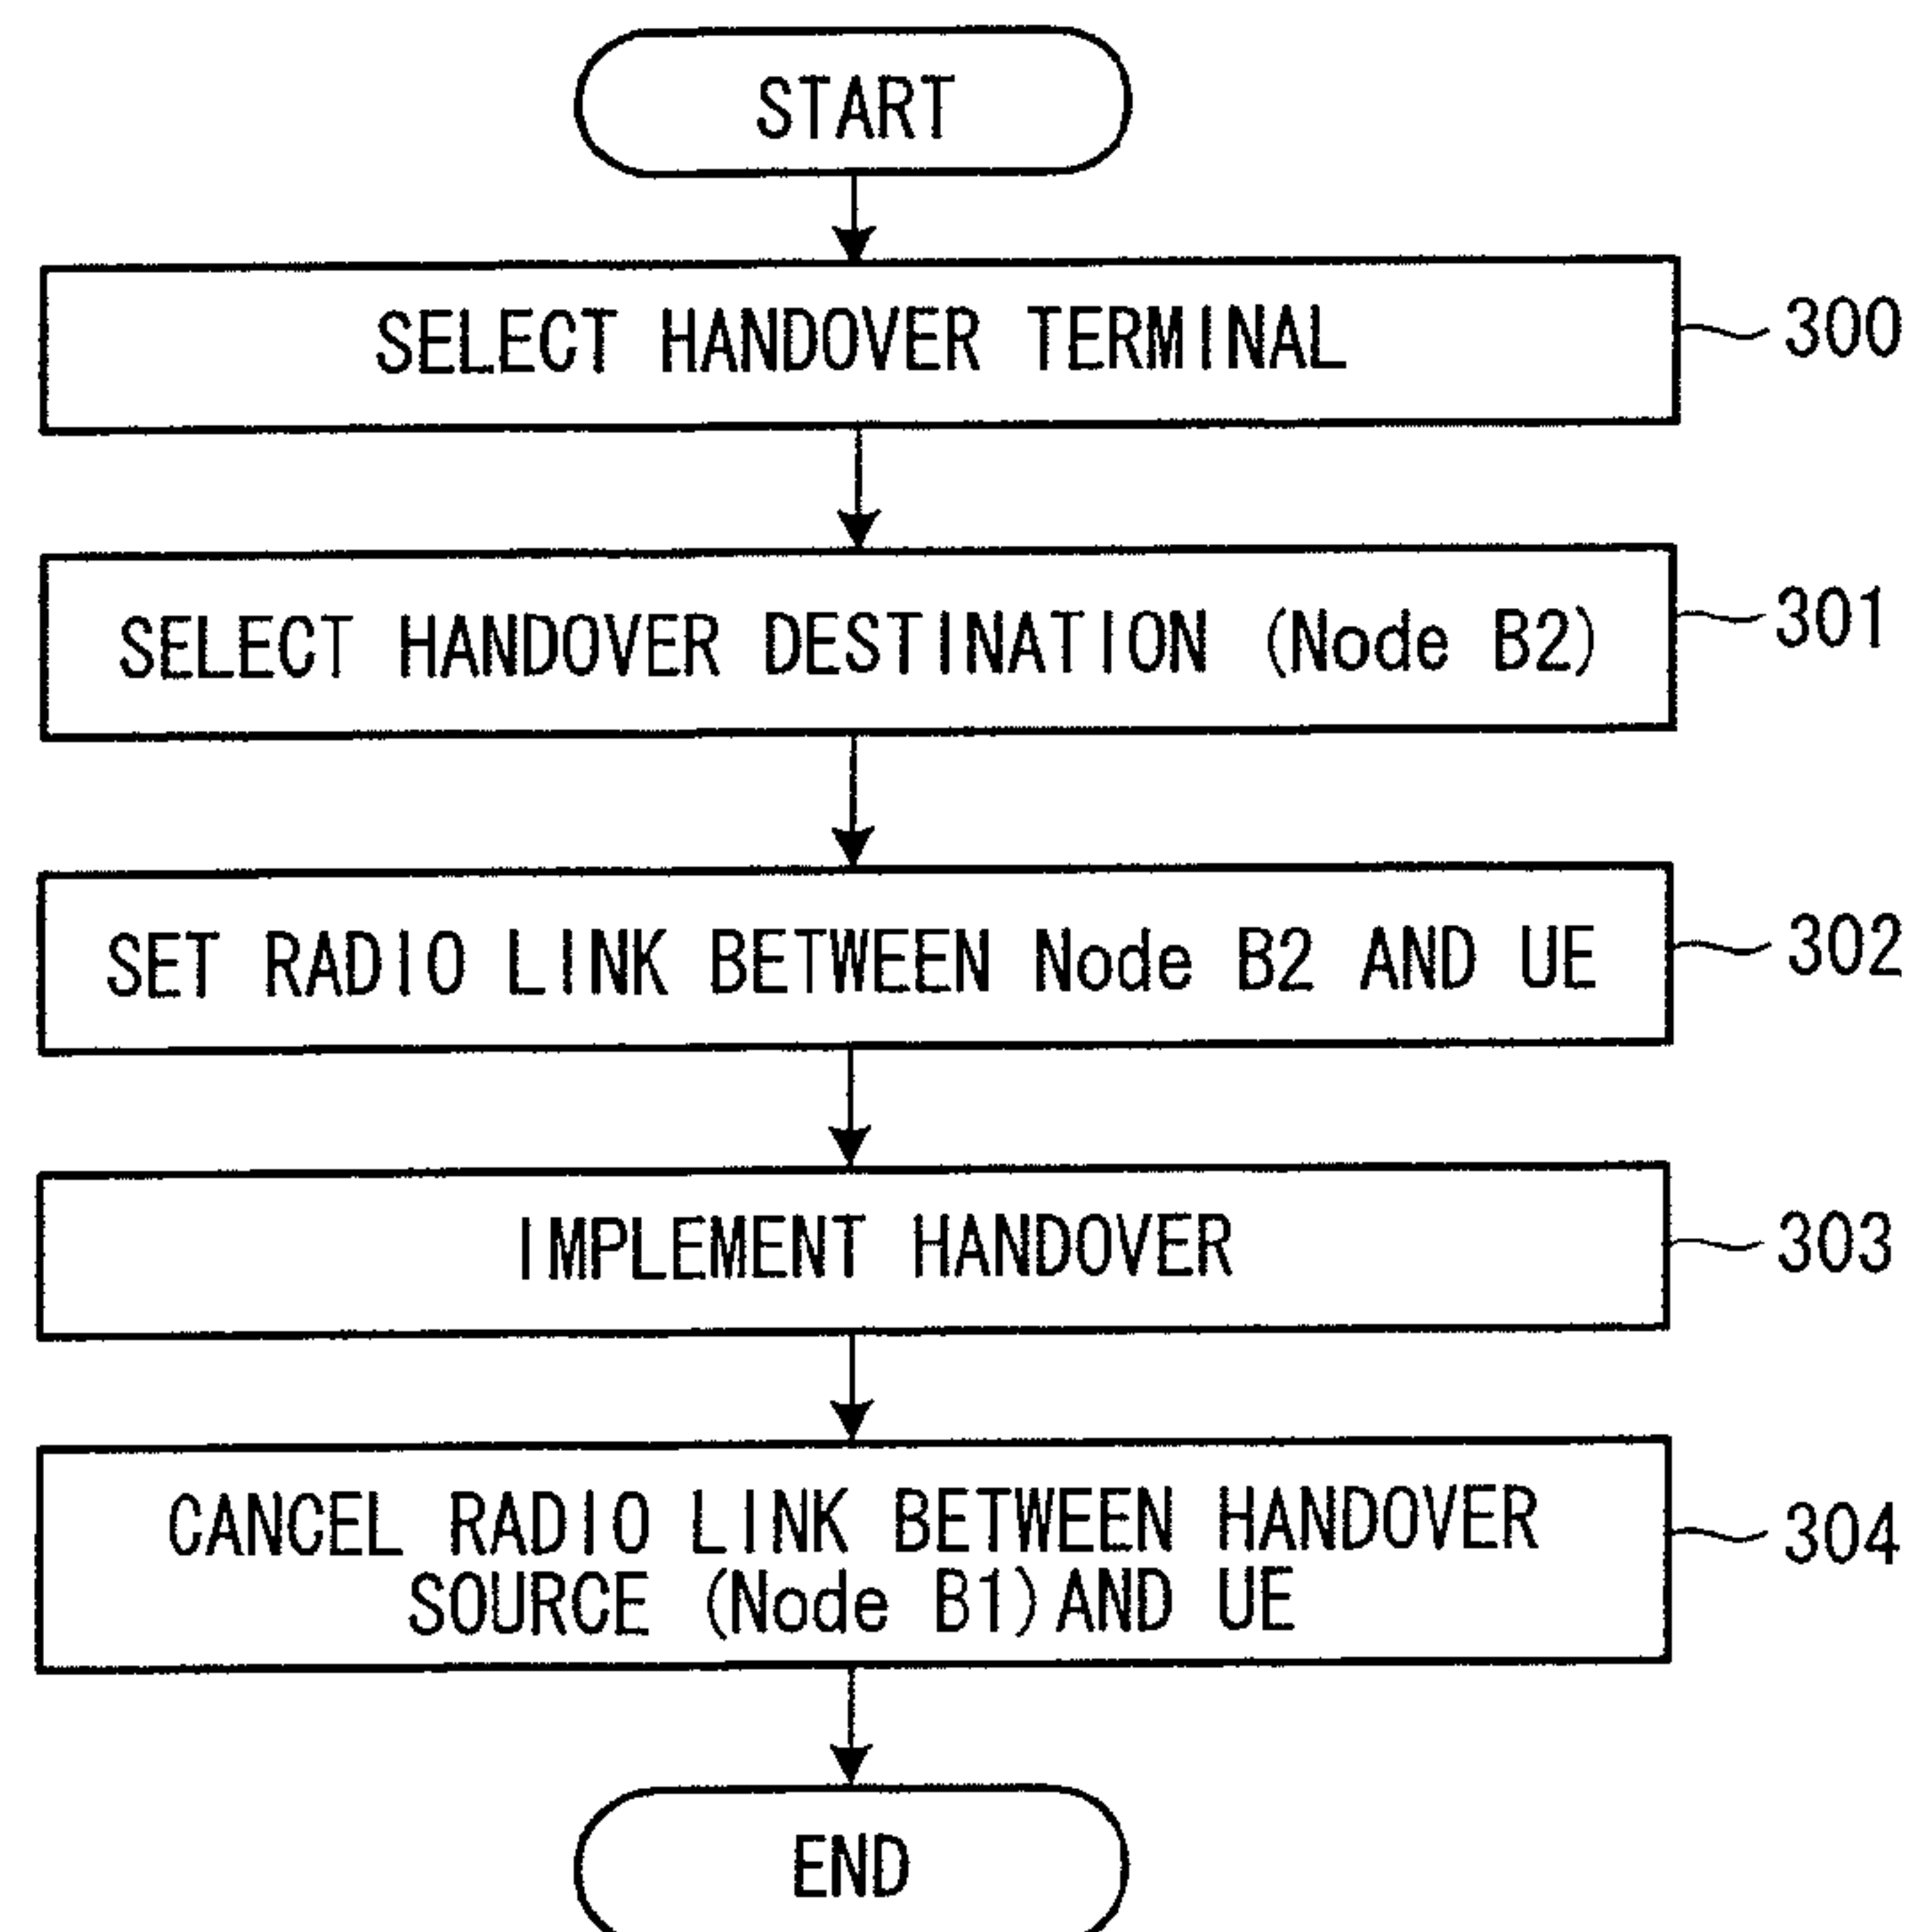 START
SELECT HANDOVER TERMINAL
300
SELECT HANDOVER DESTINATION (Node B2)
301
SET RADIO LINK BETWEEN Node B2 AND UE
302
IMPLEMENT HANDOVER
303
CANCEL RADIO LINK BETWEEN HANDOVER
SOURCE (Node B1) AND UE
304
END